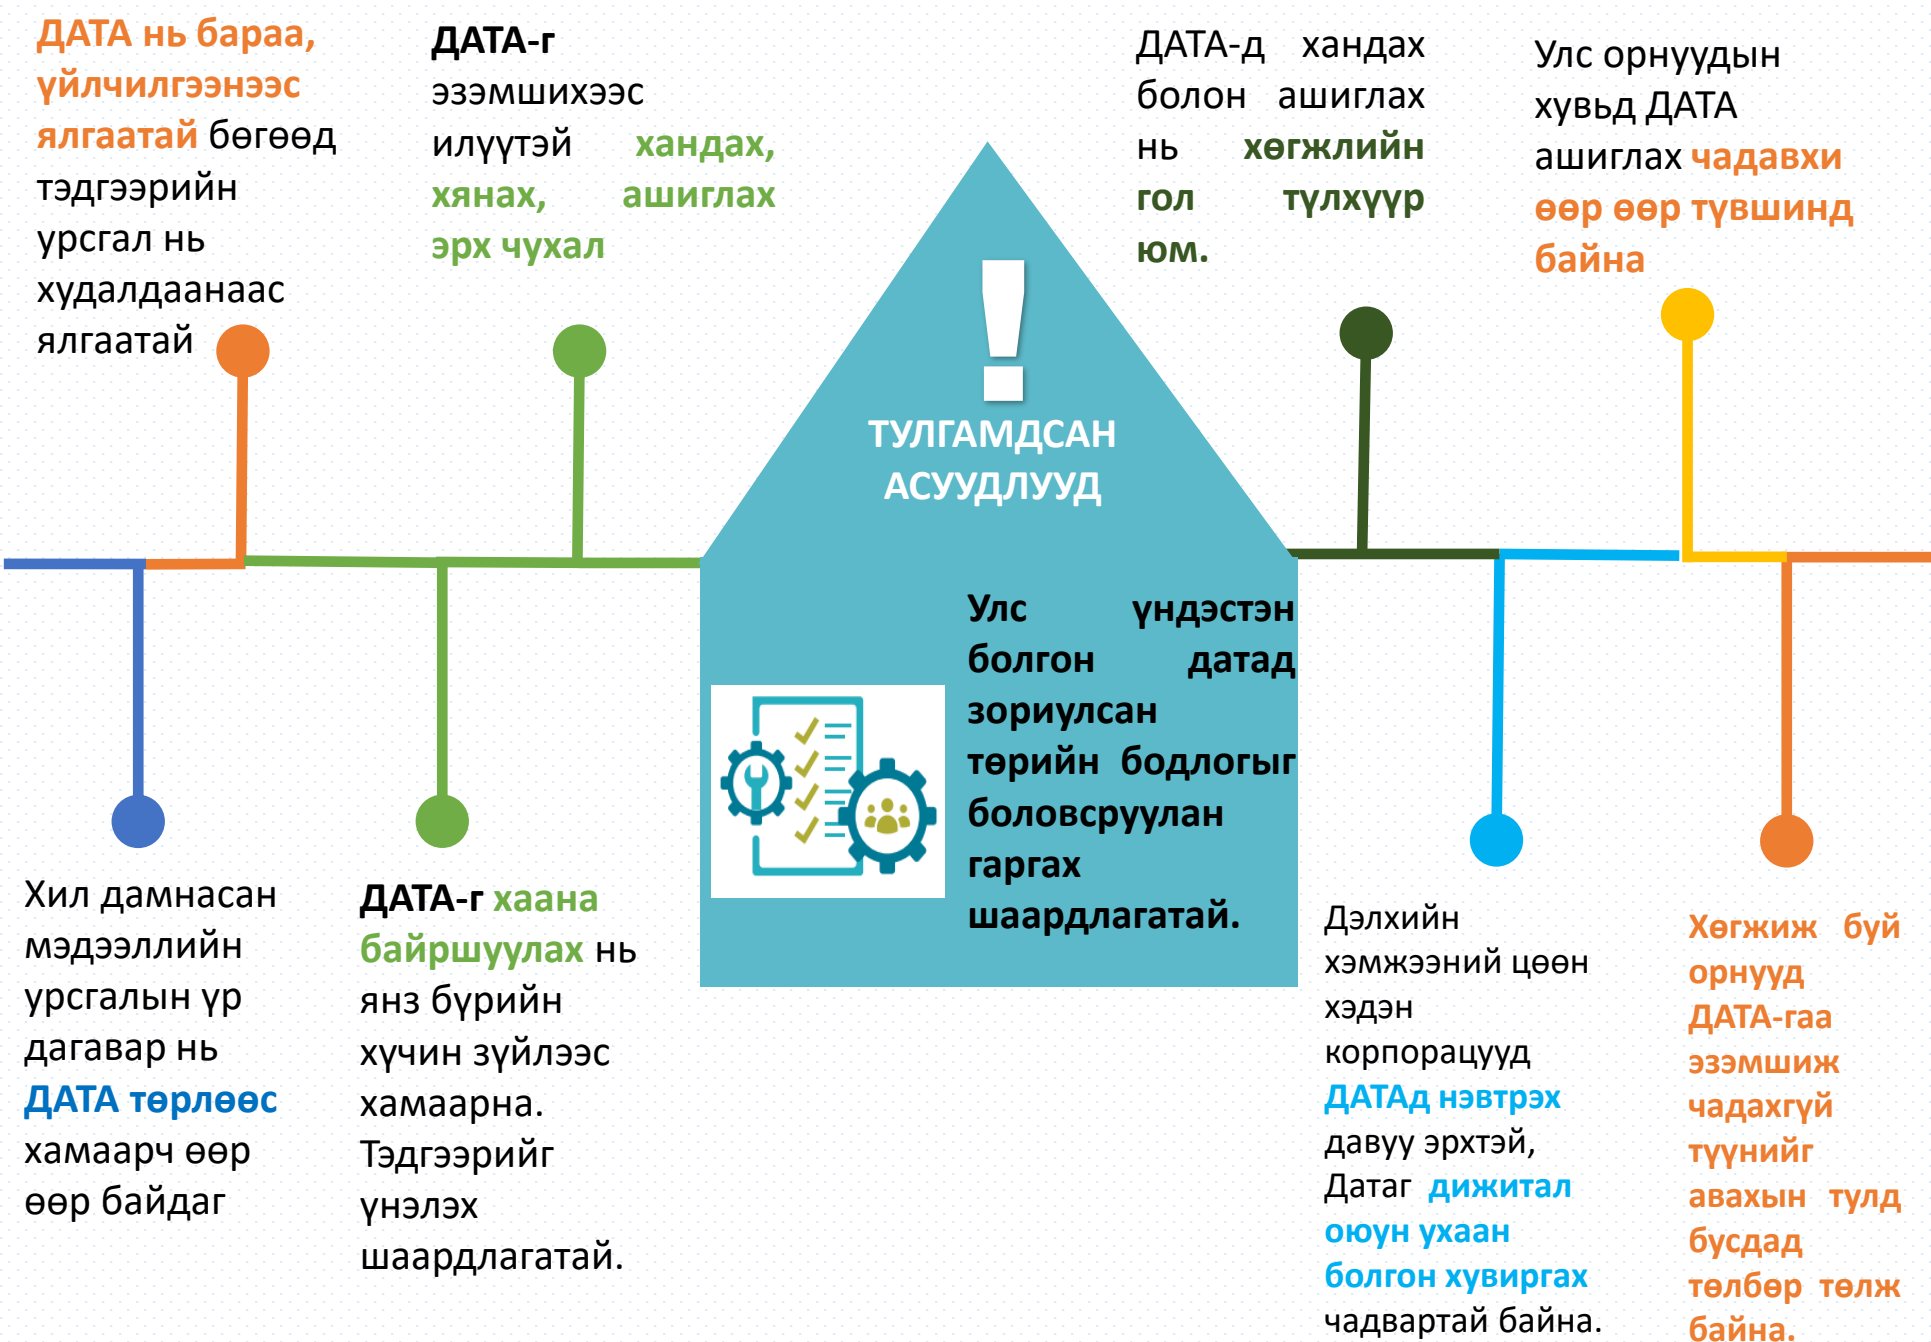 ДАТА нь бараа,
үйлчилгээнээс
ялгаатай бөгөөд
тэдгээрийн
урсгал нь
худалдаанаас
ялгаатай
ДАТА-г
эзэмшихээс
илүүтэй хандах,
хянах, ашиглах
эрх чухал
ДАТА-д хандах
болон ашиглах
нь хөгжлийн
гол түлхүүр
юм.
Улс орнуудын
хувьд ДАТА
ашиглах чадавхи
өөр өөр түвшинд
байна
!
ТУЛГАМДСАН
АСУУДЛУУД
Улс үндэстэн
болгон датад
зориулсан
төрийн бодлогыг
боловсруулан
гаргах
шаардлагатай.
Хил дамнасан
мэдээллийн
урсгалын үр
дагавар нь
ДАТА төрлөөс
хамаарч өөр
өөр байдаг
ДАТА-г хаана
байршуулах нь
янз бүрийн
хүчин зүйлээс
хамаарна.
Тэдгээрийг
үнэлэх
шаардлагатай.
Дэлхийн
хэмжээний цөөн
хэдэн
корпорацууд
ДАТАд нэвтрэх
давуу эрхтэй,
Датаг дижитал
оюун ухаан
болгон хувиргах
чадвартай байна.
Хөгжиж буй
орнууд
ДАТА-гаа
эзэмшиж
чадахгүй
түүнийг
авахын тулд
бусдад
төлбөр төлж
байна.